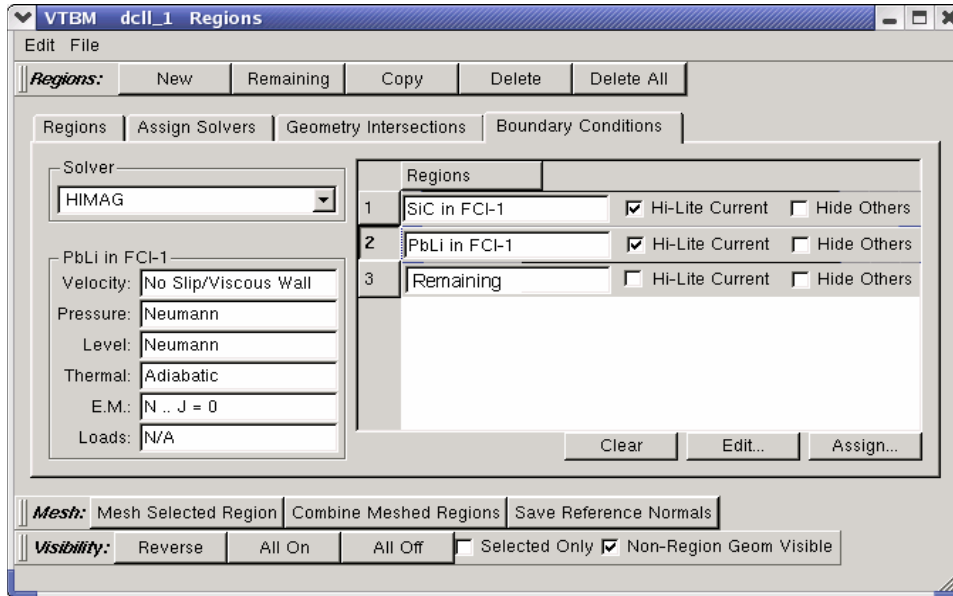 VTBM dcll_1 Regions
Edit File
Regions: New Remaining Copy Delete Delete All
Regions Assign Solvers Geometry Intersections Boundary Conditions
Solver
HIMAG
Regions
1 SiC in FCI-1 Hi-Lite Current Hide Others
2 PbLi in FCI-1 Hi-Lite Current Hide Others
3 Remaining Hi-Lite Current Hide Others
PbLi in FCI-1
Velocity: No Slip/Viscous Wall
Pressure: Neumann
Level: Neumann
Thermal: Adiabatic
E.M.: N .. J = 0
Loads: N/A
Clear Edit... Assign...
Mesh: Mesh Selected Region Combine Meshed Regions Save Reference Normals
Visibility: Reverse All On All Off Selected Only Non-Region Geom Visible